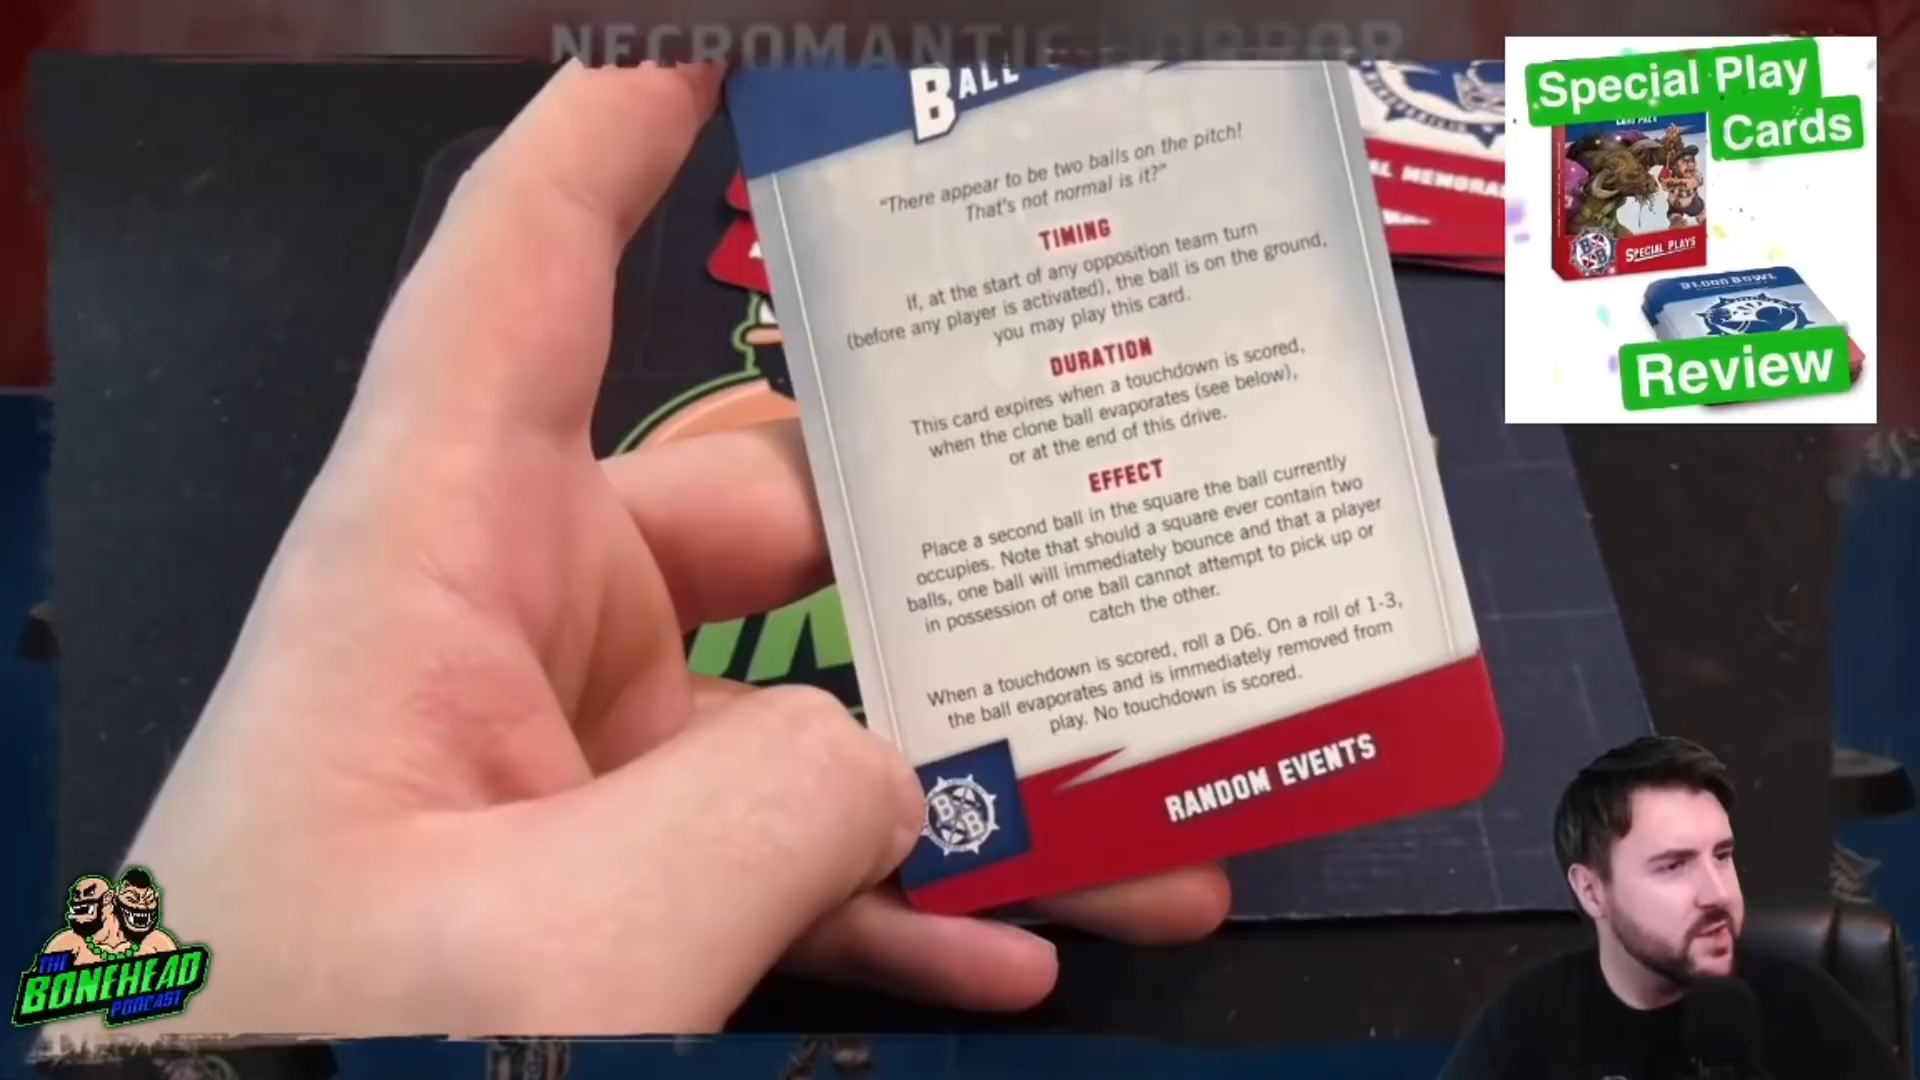 NECROMANTIC HORROR
BALL
"There appear to be two balls on the pitch!
That's not normal is it?"
TIMING
If, at the start of any opposition team turn
(before any player is activated), the ball is on the ground,
you may play this card.
DURATION
This card expires when a touchdown is scored,
when the clone ball evaporates (see below),
or at the end of this drive.
EFFECT
Place a second ball in the square the ball currently
occupies. Note that should a square ever contain two
balls, one ball will immediately bounce and that a player
in possession of one ball cannot attempt to pick up or
catch the other.
When a touchdown is scored, roll a D6. On a roll of 1-3,
the ball evaporates and is immediately removed from
play. No touchdown is scored.
BB
RANDOM EVENTS
Special Play
Cards
CARD PACK
BB
SPECIAL PLAYS
BLOOD BOWL
Review
THE
BONEHEAD
PODCAST